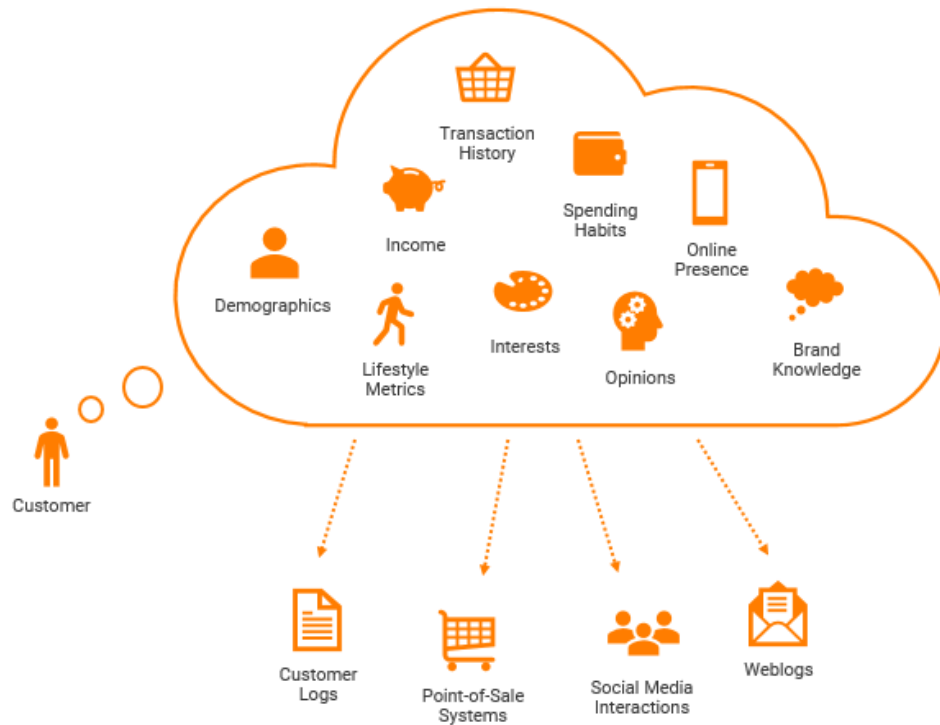 Transaction
History
Spending
Habits
Income
Online
Presence
Demographics
Interests
Brand
Knowledge
Lifestyle
Metrics
Opinions
Customer
Customer
Logs
Point-of-Sale
Systems
Social Media
Interactions
Weblogs